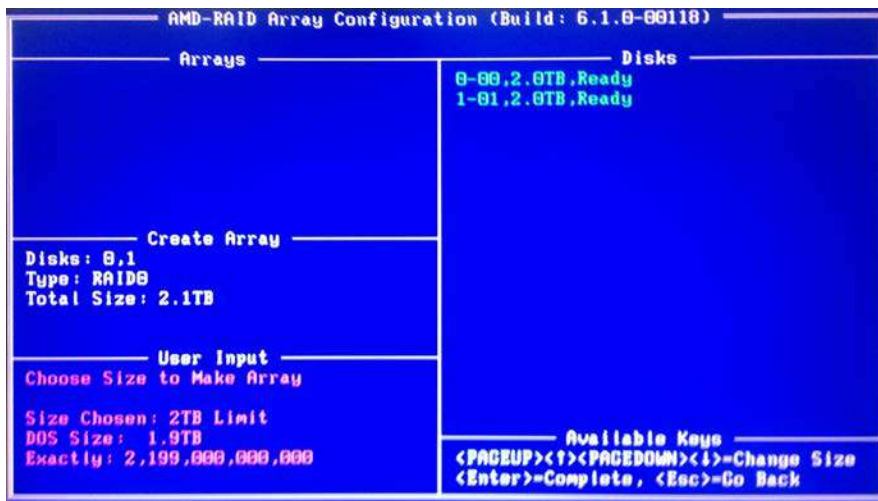 AMD-RAID Array Configuration (Build: 6.1.0-00118)
Arrays
Disks
0-00,2.0TB,Ready
1-01,2.0TB,Ready
Create Array
Disks: 0,1
Type: RAID0
Total Size: 2.1TB
User Input
Choose Size to Make Array
Size Chosen: 2TB Limit
DOS Size: 1.9TB
Exactly: 2,199,000,000,000
Available Keys
<PAGEUP><↑><PAGEDOWN><↓>=Change Size
<Enter>=Complete, <Esc>=Go Back